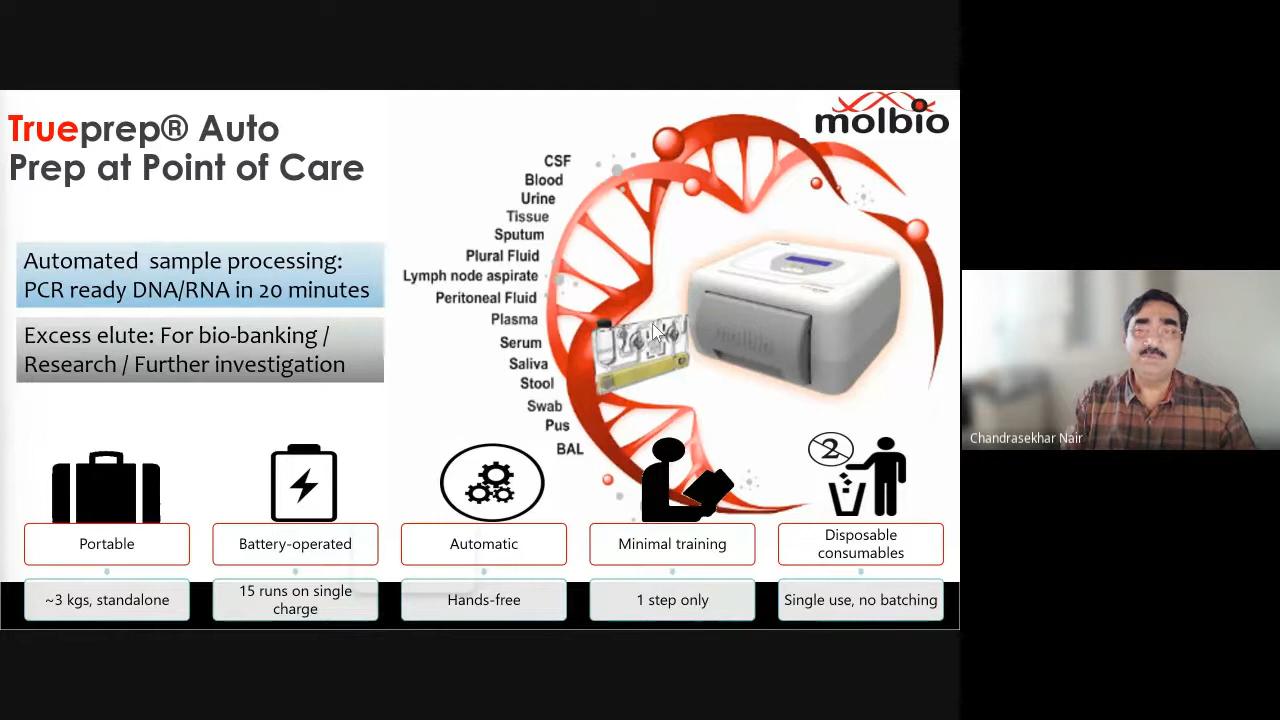 Trueprep® Auto
Prep at Point of Care
molbio
Automated sample processing:
PCR ready DNA/RNA in 20 minutes
Excess elute: For bio-banking /
Research / Further investigation
CSF
Blood
Urine
Tissue
Sputum
Plural Fluid
Lymph node aspirate
Peritoneal Fluid
Plasma
Serum
Saliva
Stool
Swab
Pus
BAL
molbio
2
Portable
Battery-operated
Automatic
Minimal training
Disposable
consumables
~3 kgs, standalone
15 runs on single
charge
Hands-free
1 step only
Single use, no batching
Chandrasekhar Nair